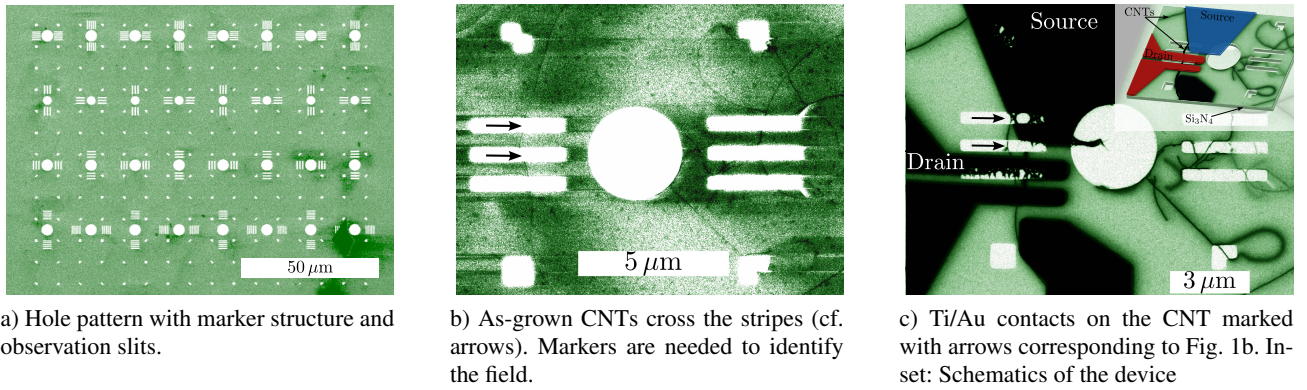 50 μm
5 μm
CNTs
Source
Source
Drain
Si₃N₄
Drain
3 μm
a) Hole pattern with marker structure and
observation slits.
b) As-grown CNTs cross the stripes (cf.
arrows). Markers are needed to identify
the field.
c) Ti/Au contacts on the CNT marked
with arrows corresponding to Fig. 1b. In-
set: Schematics of the device